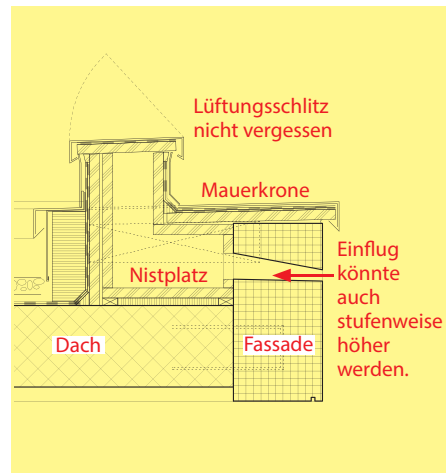 Lüftungsschlitz
nicht vergessen
Mauerkrone
Nistplatz
Einflug
könnte
auch
stufenweise
höher
werden.
Dach
Fassade